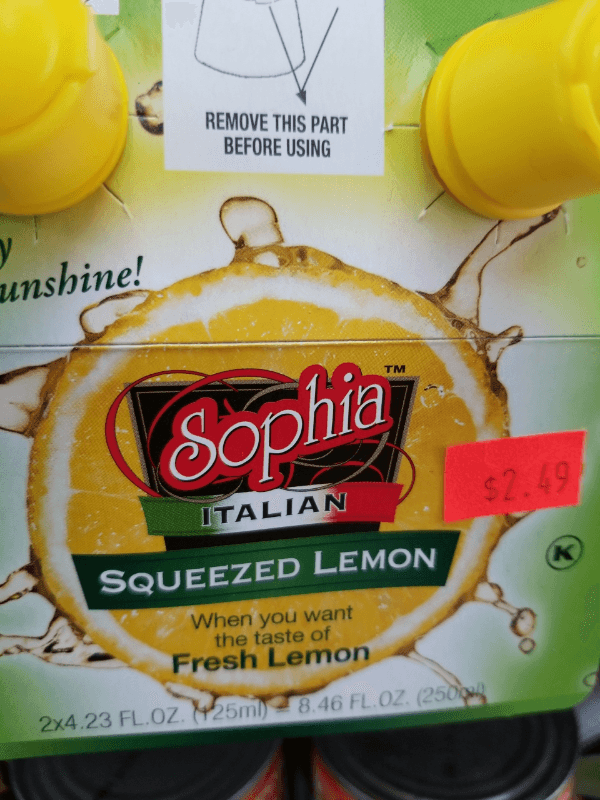 REMOVE THIS PART
BEFORE USING
unshine!
Sophia TM
ITALIAN
$2.49
SQUEEZED LEMON
K
When you want
the taste of
Fresh Lemon
2x4.23 FL.OZ. (125ml) = 8.46 FL.OZ. (250ml)